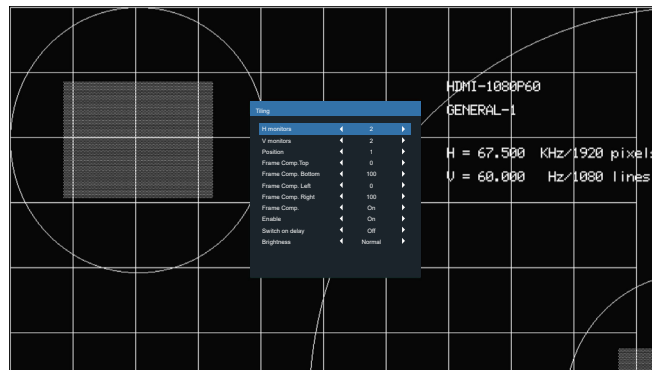 HDMI-1080P60
GENERAL-1
H = 67.500 KHz/1920 pixels
V = 60.000 Hz/1080 lines
Tiling
H monitors 2
V monitors 2
Position 1
Frame Comp.Top 0
Frame Comp. Bottom 100
Frame Comp. Left 0
Frame Comp. Right 100
Frame Comp. On
Enable On
Switch on delay Off
Brightness Normal